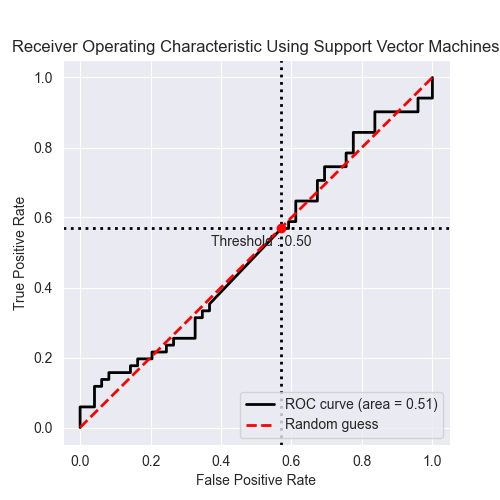 Receiver Operating Characteristic Using Support Vector Machines
1.0
0.8
0.6
0.4
0.2
0.0
True Positive Rate
Threshold : 0.50
ROC curve (area = 0.51)
Random guess
0.0 0.2 0.4 0.6 0.8 1.0
False Positive Rate